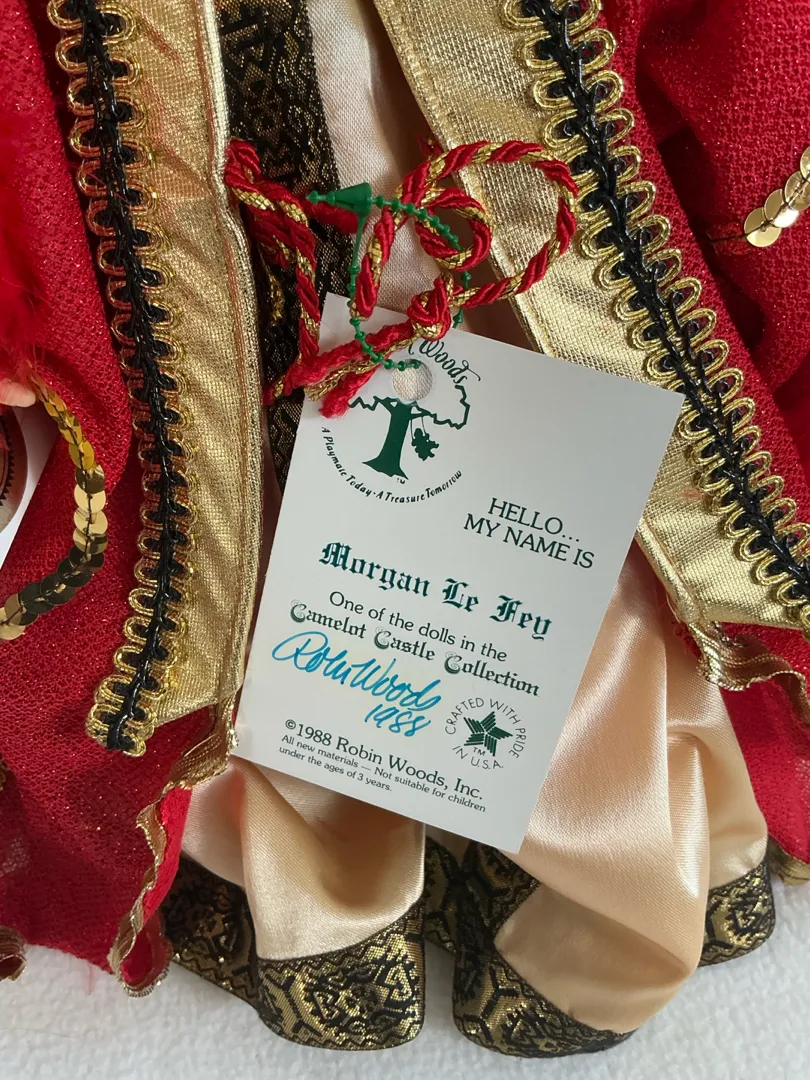 Woods
A Playmate Today - A Treasure Tomorrow
TM
HELLO...
MY NAME IS
Morgan Le Fey
One of the dolls in the
Camelot Castle Collection
Robin Woods
1988
CRAFTED WITH PRIDE
TM
IN U.S.A.
©1988 Robin Woods, Inc.
All new materials — Not suitable for children
under the ages of 3 years.